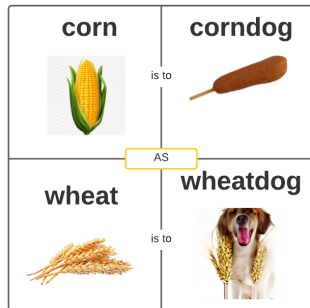 corn
is to
corndog
AS
wheat
is to
wheatdog